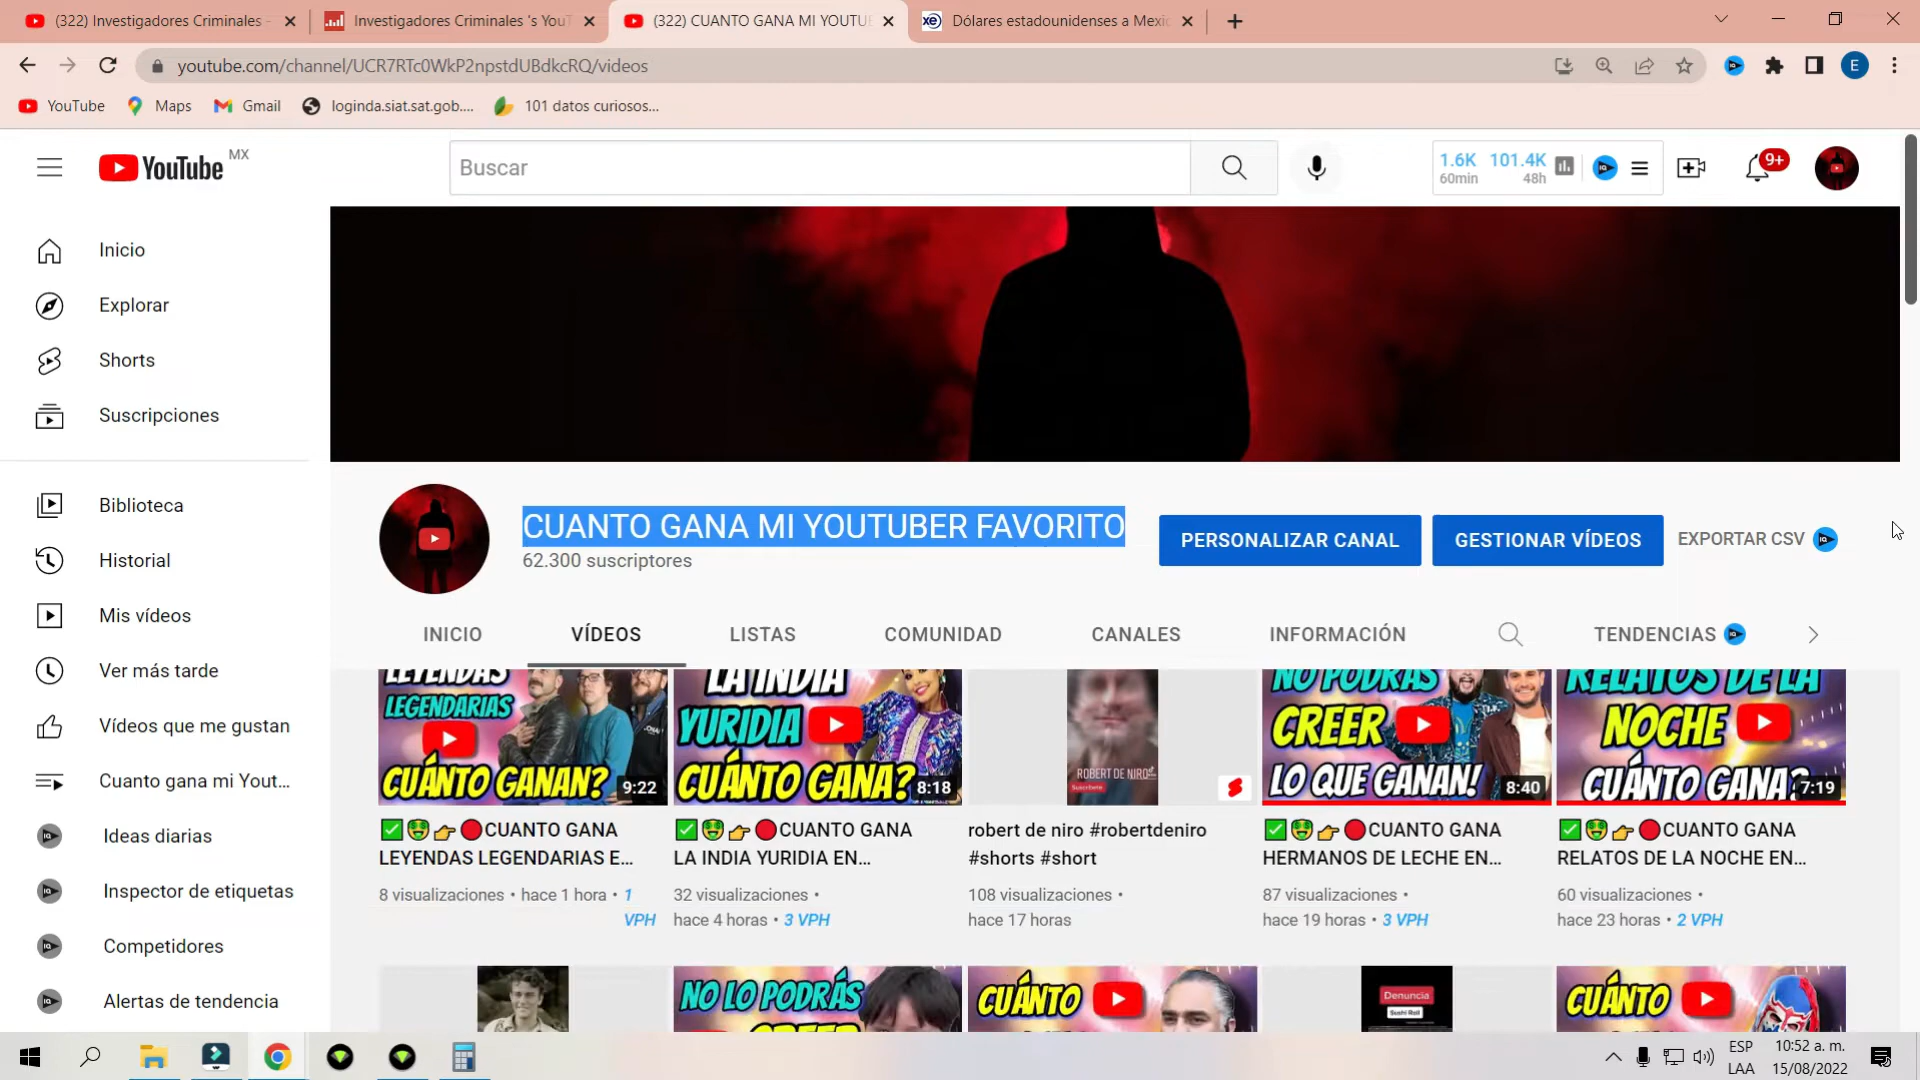 (322) Investigadores Criminales -
Investigadores Criminales 's YouT
(322) CUANTO GANA MI YOUTUBE
Dólares estadounidenses a Mexic
youtube.com/channel/UCR7RTc0WkP2npstdUBdkcRQ/videos
E
YouTube
Maps
Gmail
loginda.siat.sat.gob....
101 datos curiosos...
YouTube MX
Buscar
1.6K 60min
101.4K 48h
9+
Inicio
Explorar
Shorts
Suscripciones
Biblioteca
Historial
Mis vídeos
Ver más tarde
Vídeos que me gustan
Cuanto gana mi Yout...
Ideas diarias
Inspector de etiquetas
Competidores
Alertas de tendencia
CUANTO GANA MI YOUTUBER FAVORITO
62.300 suscriptores
PERSONALIZAR CANAL
GESTIONAR VÍDEOS
EXPORTAR CSV
INICIO
VÍDEOS
LISTAS
COMUNIDAD
CANALES
INFORMACIÓN
TENDENCIAS
LEYENDAS
LEGENDARIAS
CUÁNTO GANAN?
9:22
✅🤑👉🔴CUANTO GANA
LEYENDAS LEGENDARIAS E...
8 visualizaciones • hace 1 hora • 1
VPH
LA INDIA
YURIDIA
CUÁNTO GANA?
8:18
✅🤑👉🔴CUANTO GANA
LA INDIA YURIDIA EN...
32 visualizaciones •
hace 4 horas • 3 VPH
ROBERT DE NIRO
Suscribete
robert de niro #robertdeniro
#shorts #short
108 visualizaciones •
hace 17 horas
NO PODRÁS
CREER
LO QUE GANAN!
8:40
✅🤑👉🔴CUANTO GANA
HERMANOS DE LECHE EN...
87 visualizaciones •
hace 19 horas • 3 VPH
RELATOS DE LA
NOCHE
CUÁNTO GANA?
7:19
✅🤑👉🔴CUANTO GANA
RELATOS DE LA NOCHE EN...
60 visualizaciones •
hace 23 horas • 2 VPH
NO LO PODRÁS
CREER
CUÁNTO
Denuncia
Sushi Roll
CUÁNTO
ESP
LAA
10:52 a. m.
15/08/2022